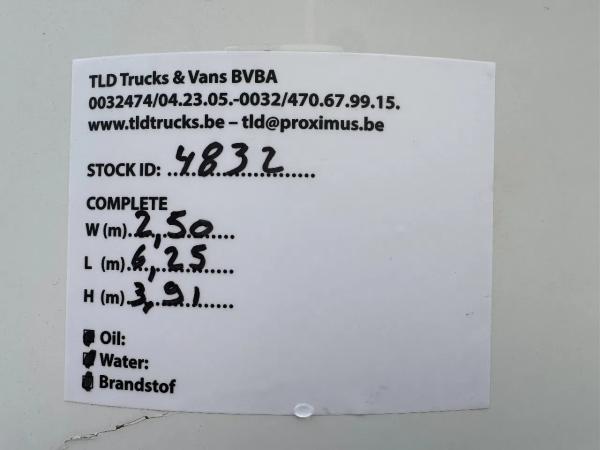 TLD Trucks & Vans BVBA
0032474/04.23.05.-0032/470.67.99.15.
www.tldtrucks.be – tld@proximus.be
STOCK ID: 4832
COMPLETE
W (m) 2,50
L (m) 6,25
H (m) 3,91
Oil:
Water:
Brandstof